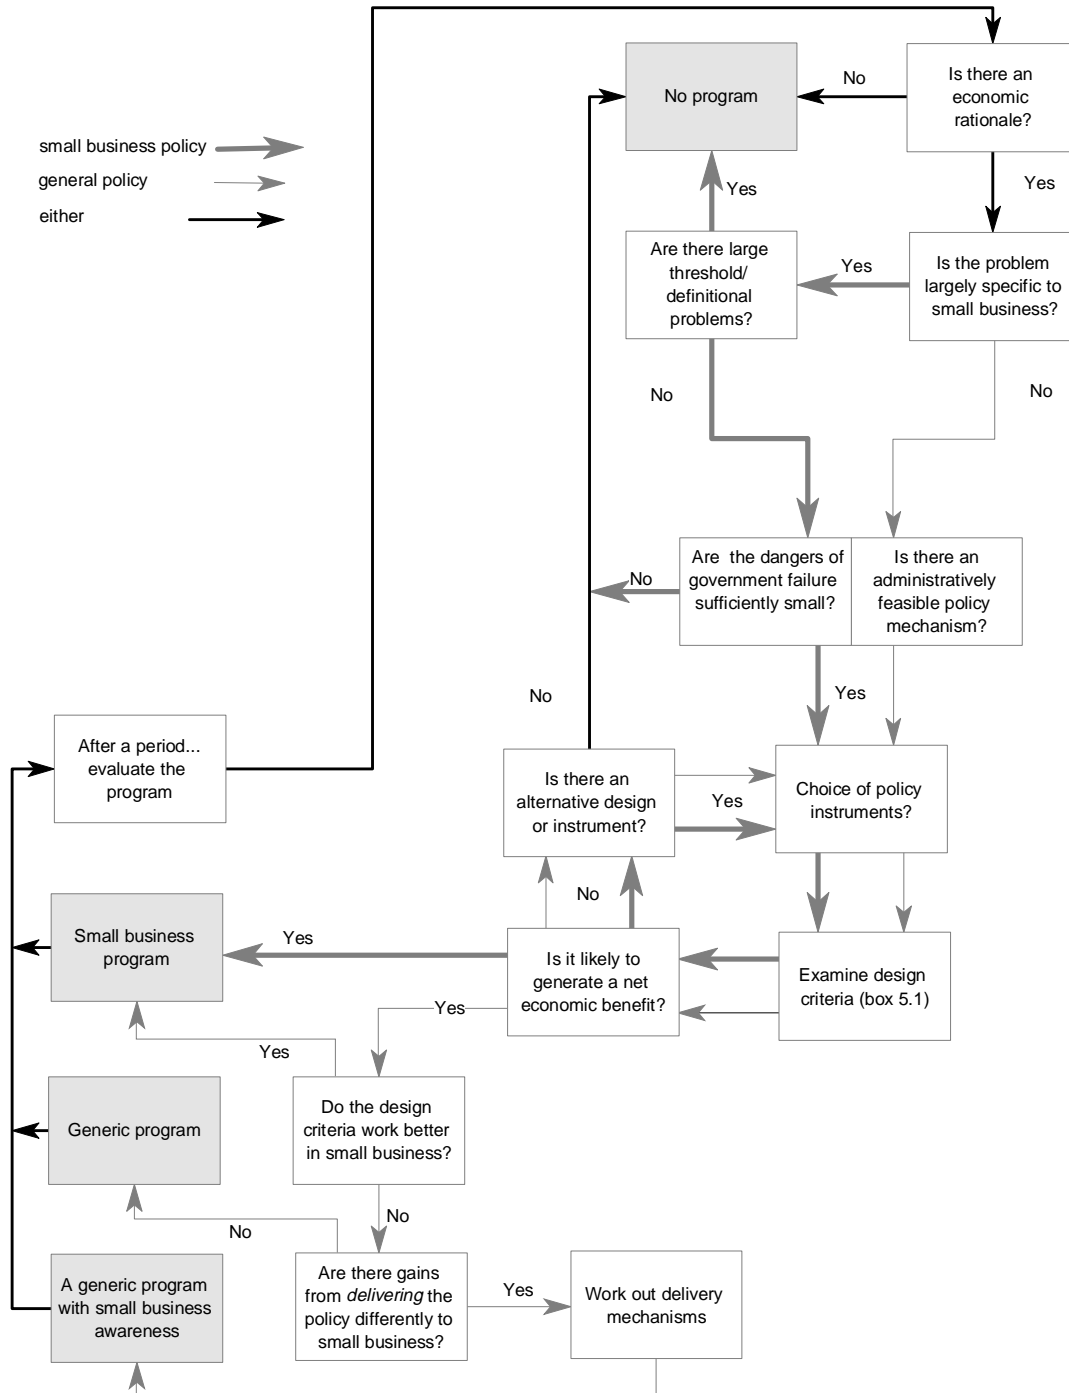 small business policy
general policy
either
No program
No
Is there an
economic
rationale?
Yes
Yes
Are there large
threshold/
definitional
problems?
Yes
Is the problem
largely specific to
small business?
No
No
Are the dangers of
government failure
sufficiently small?
No
Is there an
administratively
feasible policy
mechanism?
No
Yes
After a period...
evaluate the
program
Is there an
alternative design
or instrument?
Yes
Choice of policy
instruments?
No
Small business
program
Yes
Is it likely to
generate a net
economic benefit?
Examine design
criteria (box 5.1)
Yes
Yes
Generic program
Do the design
criteria work better
in small business?
No
No
A generic program
with small business
awareness
Are there gains
from delivering the
policy differently to
small business?
Yes
Work out delivery
mechanisms